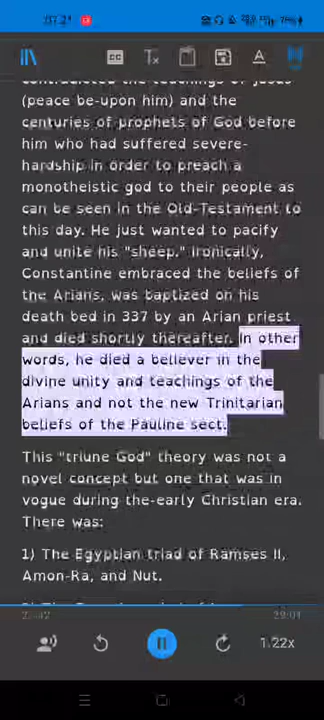 contradicted the teachings of Jesus
(peace be-upon him) and the
centuries of prophets of God before
him who had suffered severe-
hardship in order to preach a
monotheistic god to their people as
can be seen in the Old-Testament to
this day. He just wanted to pacify
and unite his "sheep." Ironically,
Constantine embraced the beliefs of
the Arians, was baptized on his
death bed in 337 by an Arian priest
and died shortly thereafter. In other
words, he died a believer in the
divine unity and teachings of the
Arians and not the new Trinitarian
beliefs of the Pauline sect.
This "triune God" theory was not a
novel concept but one that was in
vogue during the-early Christian era.
There was:
1) The Egyptian triad of Ramses II,
Amon-Ra, and Nut.
1.22x